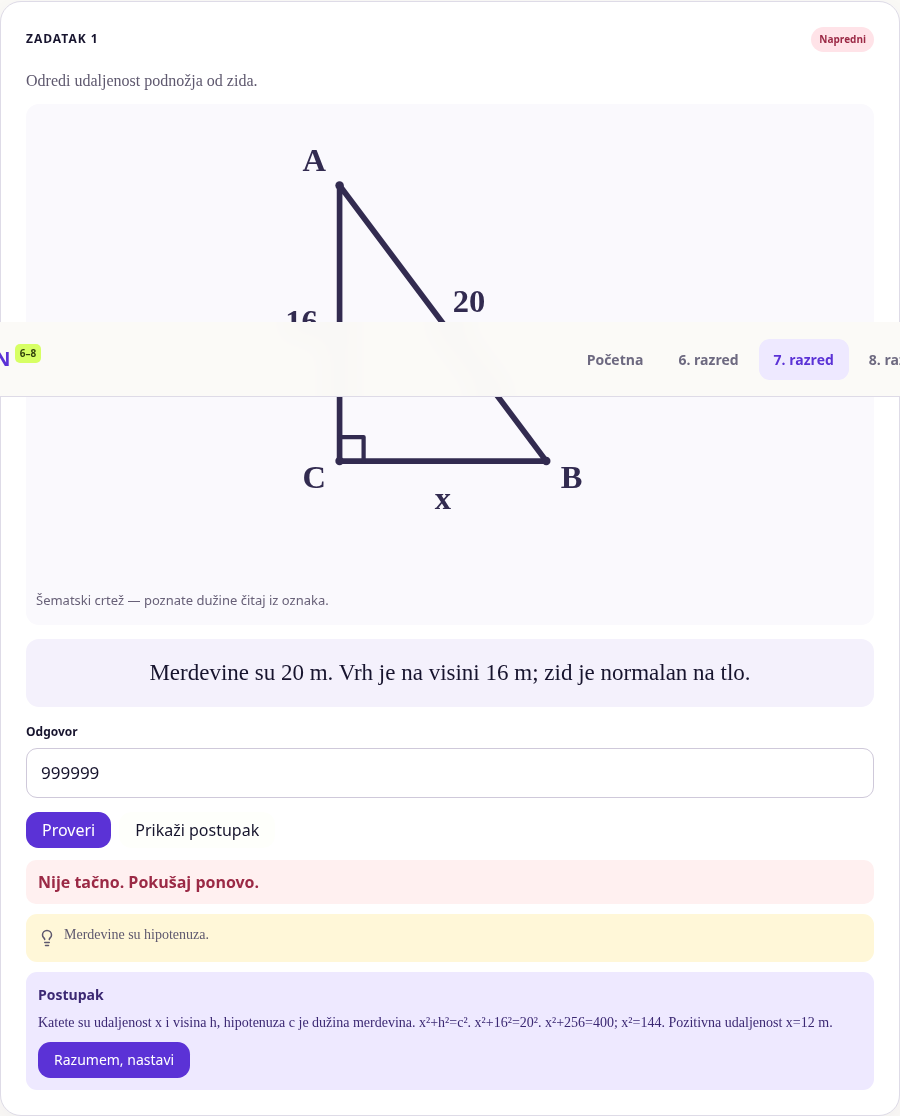 ZADATAK 1
Napredni
Odredi udaljenost podnožja od zida.
A
20
16
N 6–8
Početna
6. razred
7. razred
8. ra
C
B
x
Šematski crtež — poznate dužine čitaj iz oznaka.
Merdevine su 20 m. Vrh je na visini 16 m; zid je normalan na tlo.
Odgovor
999999
Proveri
Prikaži postupak
Nije tačno. Pokušaj ponovo.
Merdevine su hipotenuza.
Postupak
Katete su udaljenost x i visina h, hipotenuza c je dužina merdevina. x²+h²=c². x²+16²=20². x²+256=400; x²=144. Pozitivna udaljenost x=12 m.
Razumem, nastavi